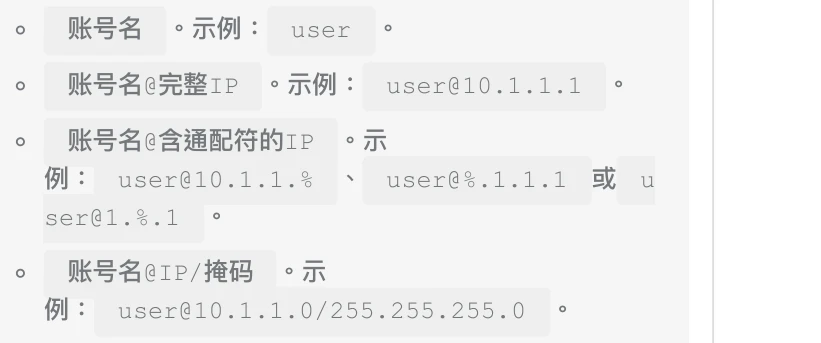 账号名 。示例： user 。
账号名@完整IP 。示例： user@10.1.1.1 。
账号名@含通配符的IP 。示
例： user@10.1.1.% 、 user@%.1.1.1 或 u
ser@1.%.1 。
账号名@IP/掩码 。示
例： user@10.1.1.0/255.255.255.0 。